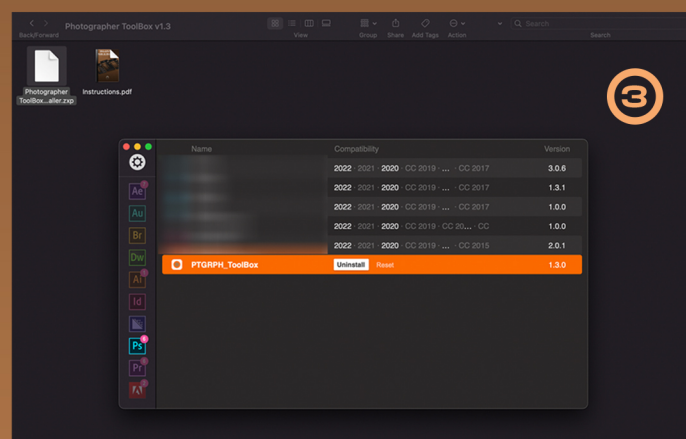 Photographer ToolBox v1.3
Search
Back/Forward
View
Group
Share
Add Tags
Action
Search
Photographer
ToolBox...aller.zxp
Instructions.pdf
3
Name
Compatibility
Version
2022 · 2021 · 2020 · CC 2019 · ... · CC 2017
3.0.6
2022 · 2021 · 2020 · CC 2019 · ... · CC 2017
1.3.1
2022 · 2021 · 2020 · CC 2019 · ... · CC 2017
1.0.0
2022 · 2021 · 2020 · CC 2019 · CC 20... · CC
1.0.0
2022 · 2021 · 2020 · CC 2019 · ... · CC 2015
2.0.1
PTGRPH_ToolBox
Uninstall
Reset
1.3.0
Ae
Au
Br
Dw
Ai
Id
Ps
Pr